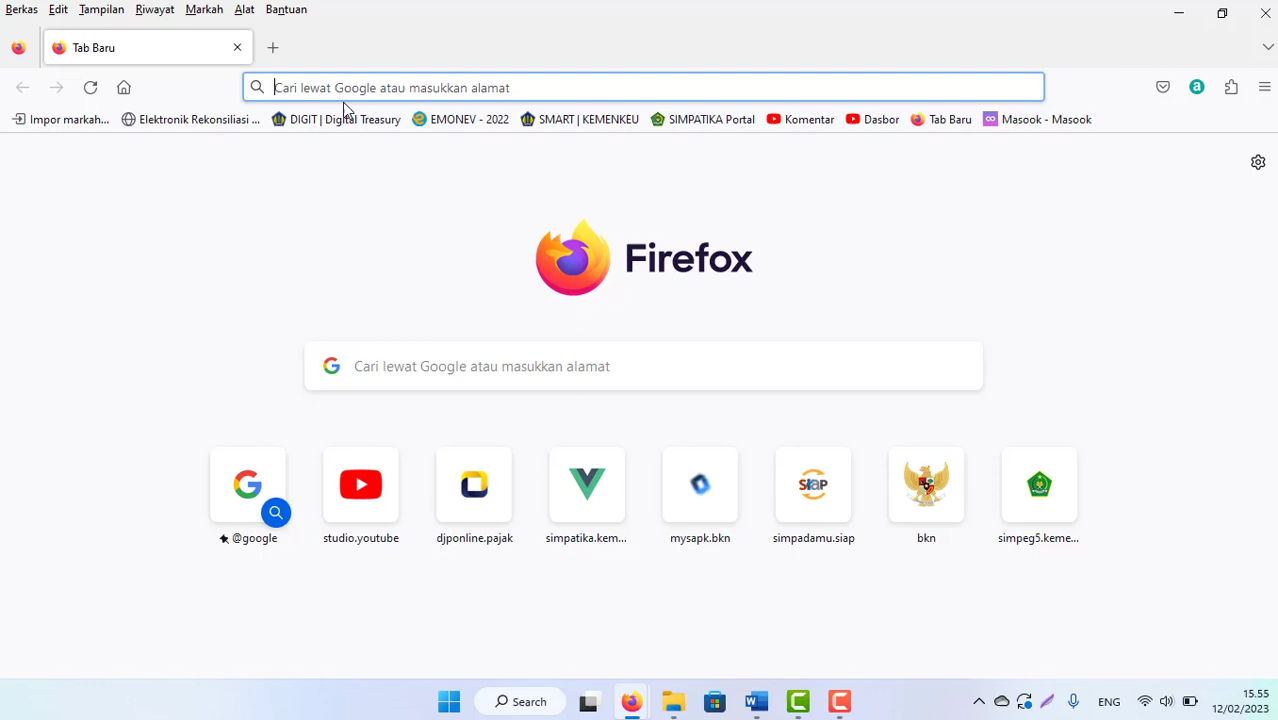 Berkas Edit Tampilan Riwayat Markah Alat Bantuan
Tab Baru
Cari lewat Google atau masukkan alamat
Impor markah... Elektronik Rekonsiliasi ... DIGIT | Digital Treasury EMONEV - 2022 SMART | KEMENKEU SIMPATIKA Portal Komentar Dasbor Tab Baru Masook - Masook
Firefox
Cari lewat Google atau masukkan alamat
@google studio.youtube djponline.pajak simpatika.kem... mysapk.bkn simpadamu.siap bkn simpeg5.keme...
Search ENG 15.55
12/02/2023